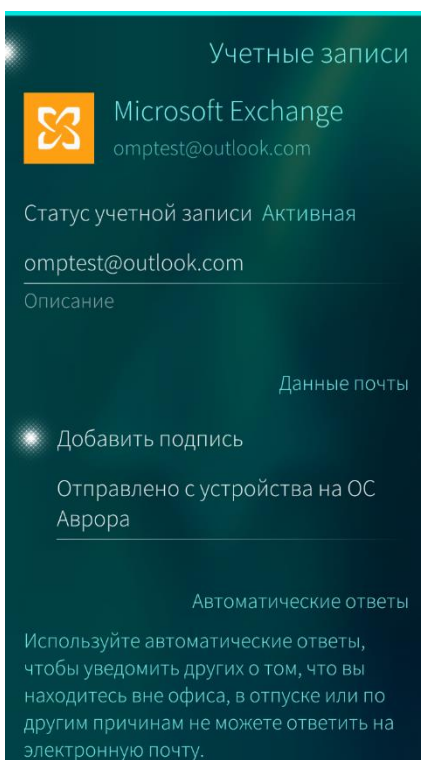 Учетные записи
Microsoft Exchange
omptest@outlook.com
Статус учетной записи Активная
omptest@outlook.com
Описание
Данные почты
Добавить подпись
Отправлено с устройства на ОС
Аврора
Автоматические ответы
Используйте автоматические ответы,
чтобы уведомить других о том, что вы
находитесь вне офиса, в отпуске или по
другим причинам не можете ответить на
электронную почту.